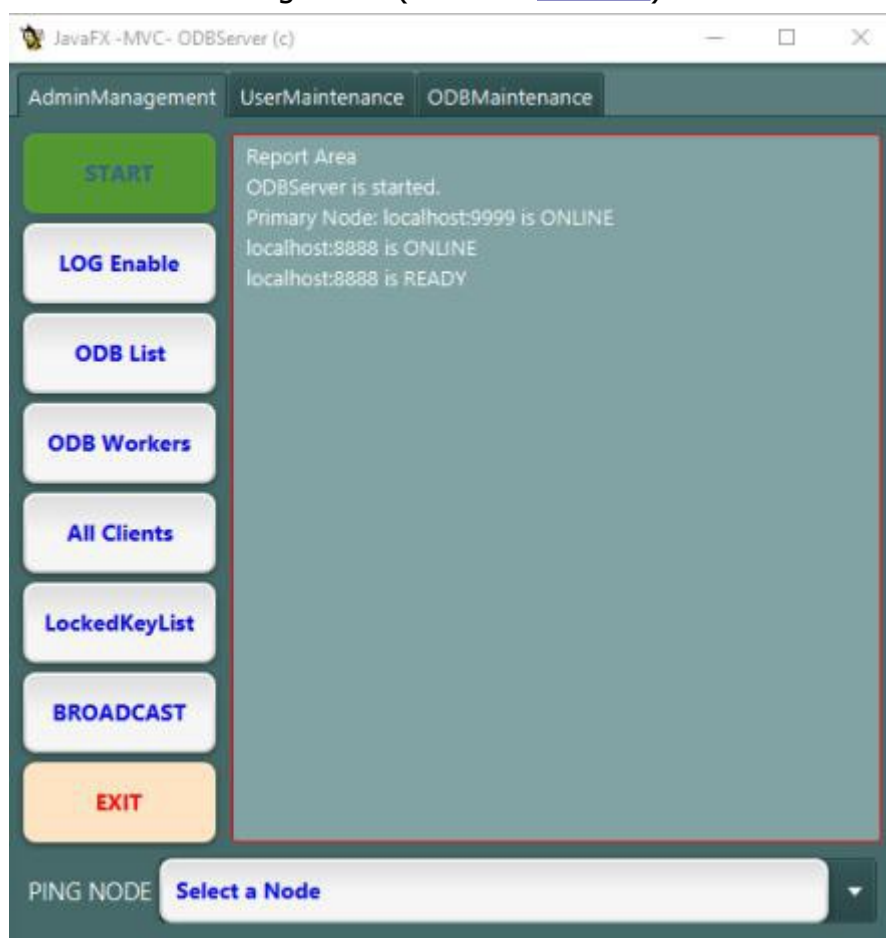 JavaFX -MVC- ODBServer (c)
AdminManagement UserMaintenance ODBMaintenance
START
LOG Enable
ODB List
ODB Workers
All Clients
LockedKeyList
BROADCAST
EXIT
Report Area
ODBServer is started.
Primary Node: localhost:9999 is ONLINE
localhost:8888 is ONLINE
localhost:8888 is READY
PING NODE Select a Node